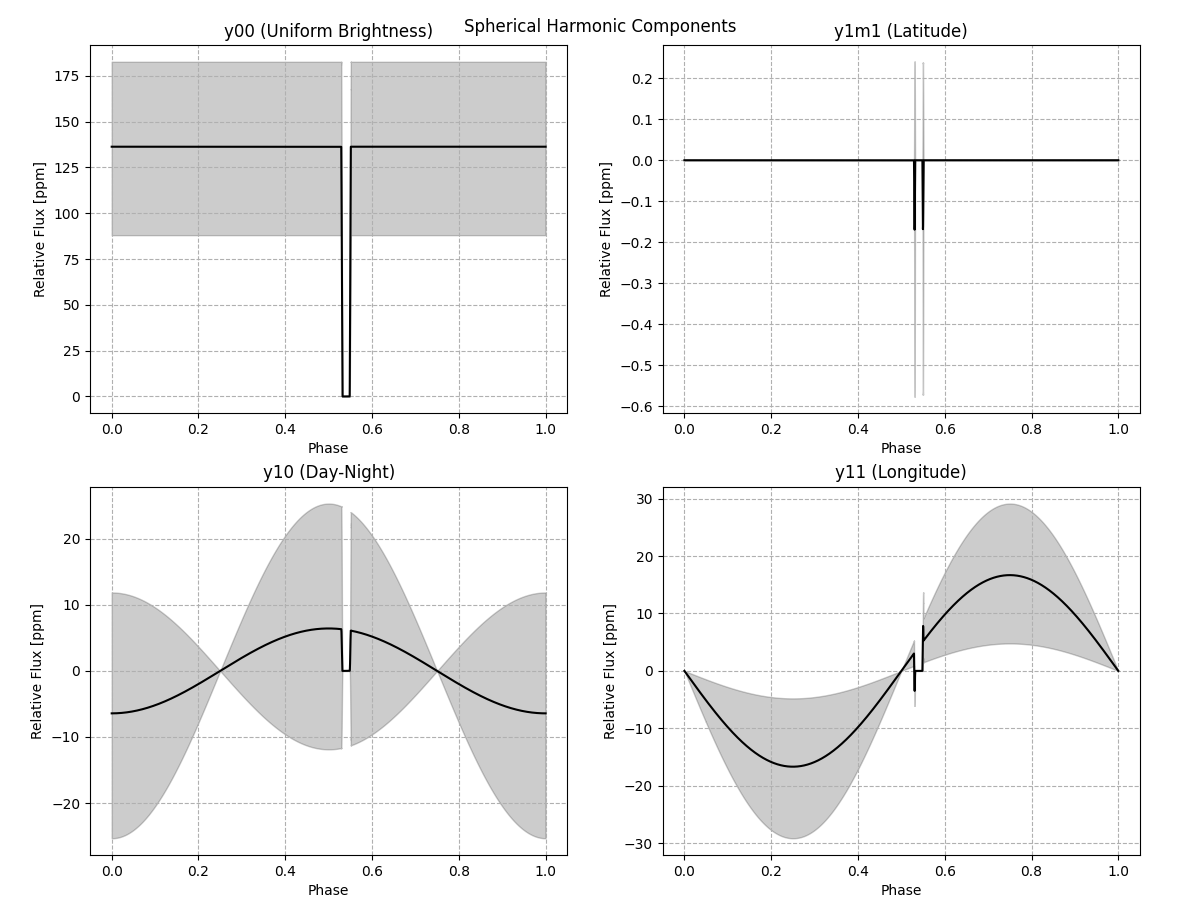 Spherical Harmonic Components
y00 (Uniform Brightness)
y1m1 (Latitude)
Relative Flux [ppm]
175
150
125
100
75
50
25
0
0.0 0.2 0.4 0.6 0.8 1.0
Phase
Relative Flux [ppm]
0.2
0.1
0.0
−0.1
−0.2
−0.3
−0.4
−0.5
−0.6
0.0 0.2 0.4 0.6 0.8 1.0
Phase
y10 (Day-Night)
y11 (Longitude)
Relative Flux [ppm]
20
10
0
−10
−20
0.0 0.2 0.4 0.6 0.8 1.0
Phase
Relative Flux [ppm]
30
20
10
0
−10
−20
−30
0.0 0.2 0.4 0.6 0.8 1.0
Phase